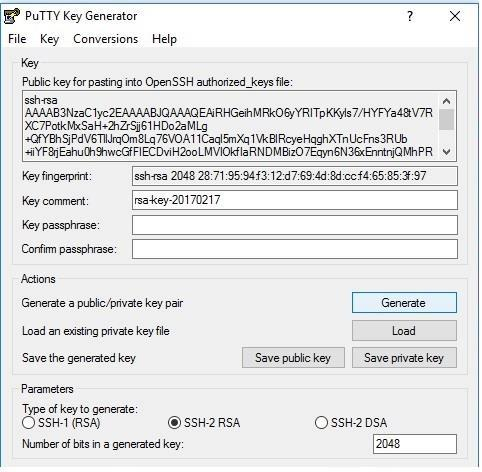 PuTTY Key Generator
File Key Conversions Help
Key
Public key for pasting into OpenSSH authorized_keys file:
ssh-rsa
AAAAB3NzaC1yc2EAAAABJQAAAQEAiRHGeihMRkO6yYRITpKKyls7/HYFYa48tV7R
XC7PotkMxSaH+2hZrSjj61HDo2aMLg
+QfYBhSjPdV6TllJrqOm8Lq76VOA11CaqI5mXq1VkBlRcyeHqghXTnUcFns3RUb
+iiYF8rjEahu0h9hwcGfFIECDviH2ooLMVlOkflaRNDMBizO7Eqyn6N36xEnntnjQMhPR
Key fingerprint: ssh-rsa 2048 28:71:95:94:f3:12:d7:69:4d:8d:cc:f4:65:85:3f:97
Key comment: rsa-key-20170217
Key passphrase:
Confirm passphrase:
Actions
Generate a public/private key pair Generate
Load an existing private key file Load
Save the generated key Save public key Save private key
Parameters
Type of key to generate:
SSH-1 (RSA) SSH-2 RSA SSH-2 DSA
Number of bits in a generated key: 2048